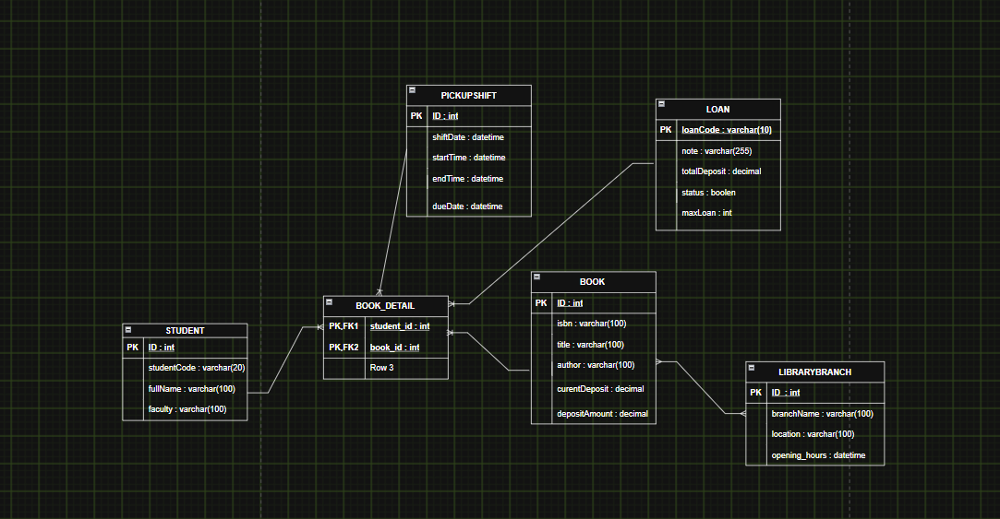 PICKUPSHIFT
PK ID : int
shiftDate : datetime
startTime : datetime
endTime : datetime
dueDate : datetime
LOAN
PK loanCode : varchar(10)
note : varchar(255)
totalDeposit : decimal
status : boolen
maxLoan : int
BOOK
PK ID : int
isbn : varchar(100)
title : varchar(100)
author : varchar(100)
curentDeposit : decimal
depositAmount : decimal
BOOK_DETAIL
PK,FK1 student_id : int
PK,FK2 book_id : int
Row 3
STUDENT
PK ID : int
studentCode : varchar(20)
fullName : varchar(100)
faculty : varchar(100)
LIBRARYBRANCH
PK ID : int
branchName : varchar(100)
location : varchar(100)
opening_hours : datetime